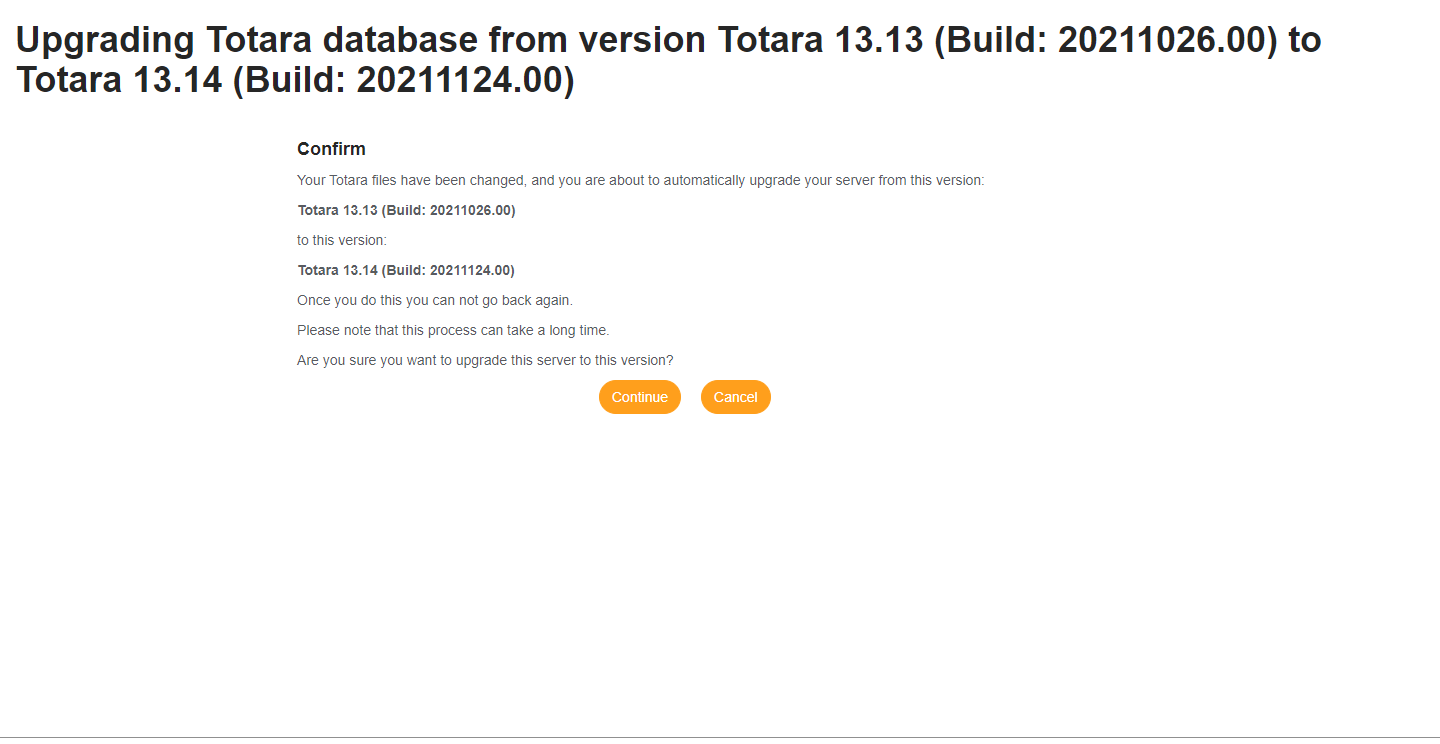 Upgrading Totara database from version Totara 13.13 (Build: 20211026.00) to
Totara 13.14 (Build: 20211124.00)
Confirm
Your Totara files have been changed, and you are about to automatically upgrade your server from this version:
Totara 13.13 (Build: 20211026.00)
to this version:
Totara 13.14 (Build: 20211124.00)
Once you do this you can not go back again.
Please note that this process can take a long time.
Are you sure you want to upgrade this server to this version?
Continue Cancel